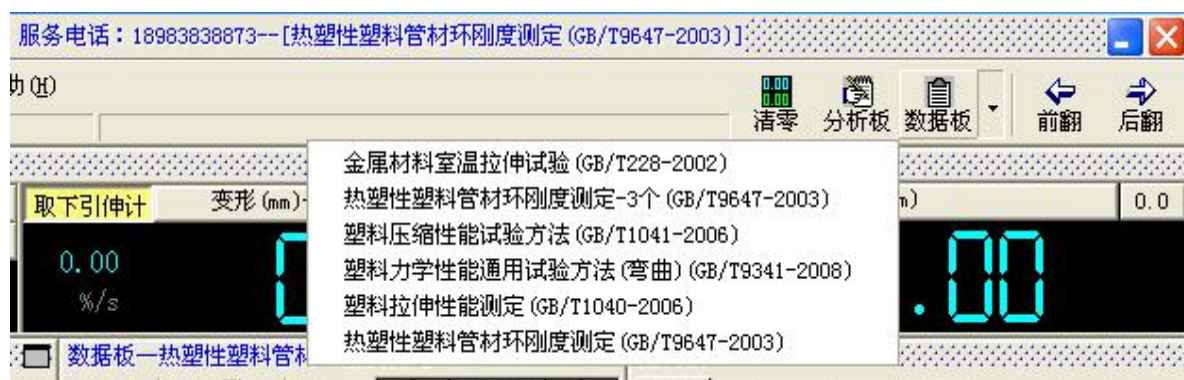 服务电话：18983838873--[热塑性塑料管材环刚度测定(GB/T9647-2003)]
助(H)
清零 分析板 数据板 前翻 后翻
金属材料室温拉伸试验(GB/T228-2002)
取下引伸计 变形(mm)- 热塑性塑料管材环刚度测定-3个(GB/T9647-2003) 0.0
塑料压缩性能试验方法(GB/T1041-2006)
0.00 塑料力学性能通用试验方法(弯曲)(GB/T9341-2008) .00
%/s 塑料拉伸性能测定(GB/T1040-2006)
数据板—热塑性塑料管材 热塑性塑料管材环刚度测定(GB/T9647-2003)